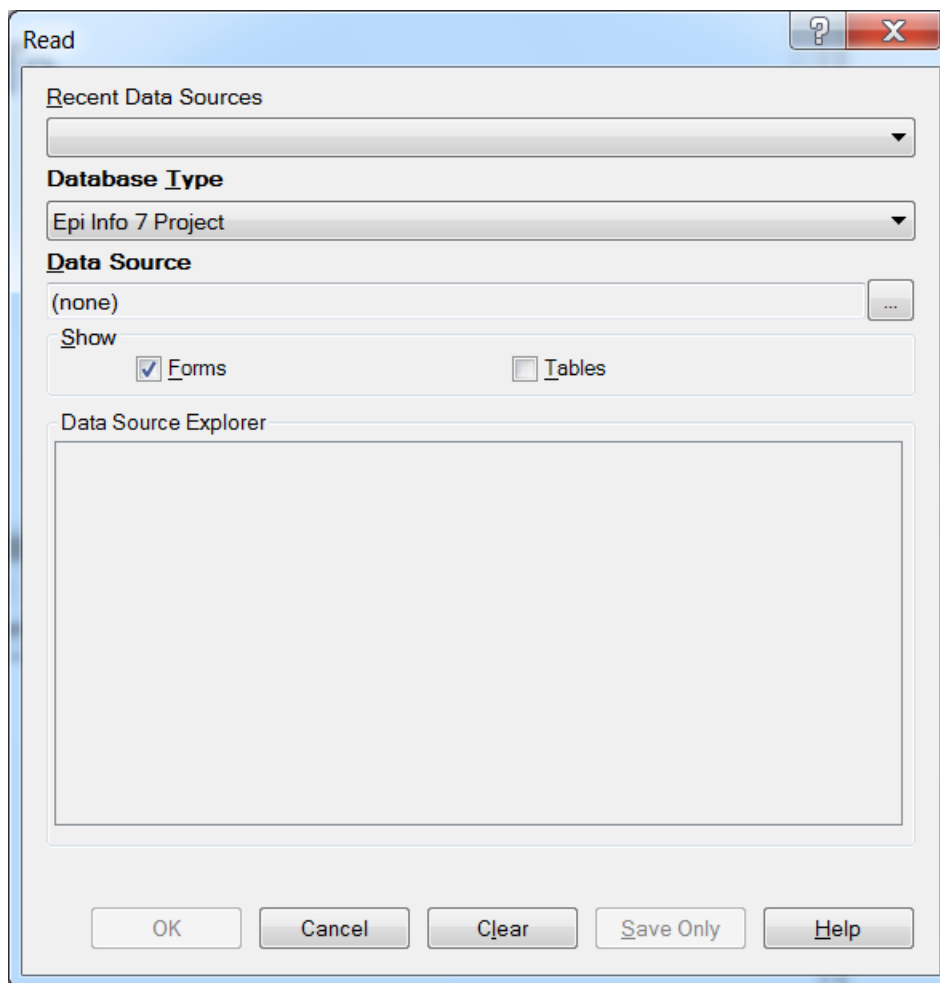 Read
Recent Data Sources
Database Type
Epi Info 7 Project
Data Source
(none) ...
Show
Forms Tables
Data Source Explorer
OK Cancel Clear Save Only Help